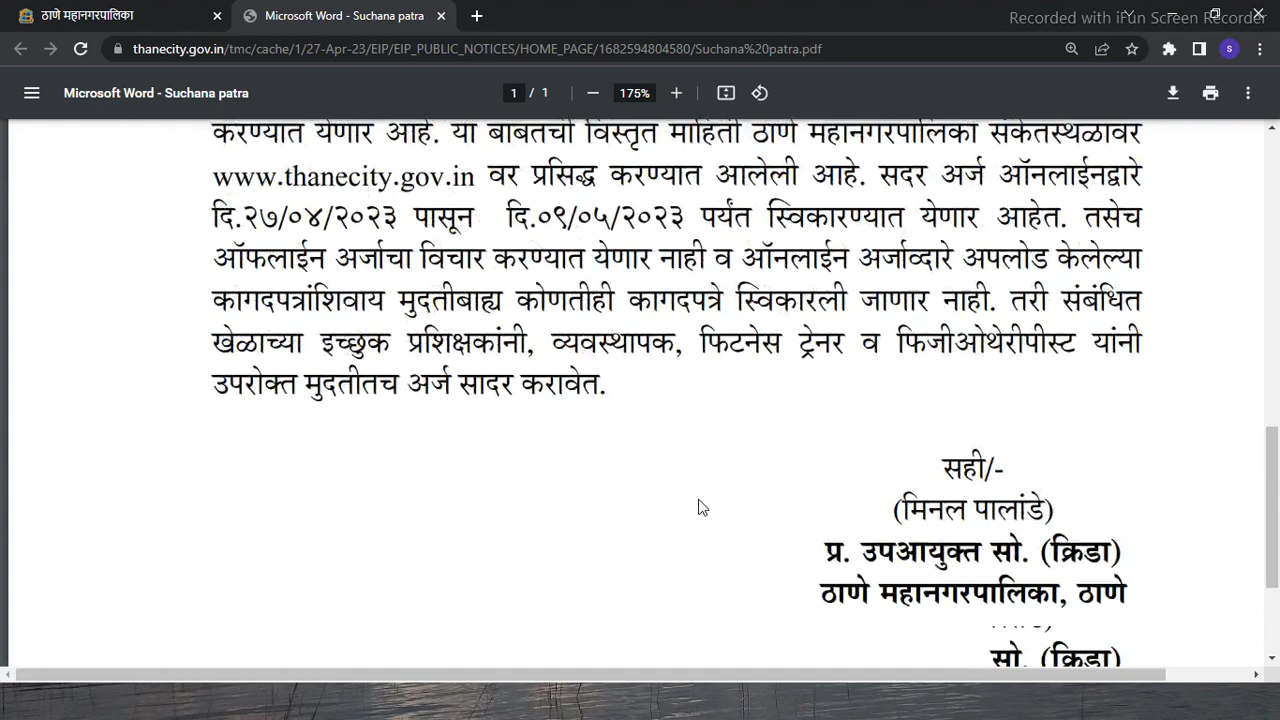 ठाणे महानगरपालिका
Microsoft Word - Suchana patra
Recorded with iFun Screen Recorder
thanecity.gov.in/tmc/cache/1/27-Apr-23/EIP/EIP_PUBLIC_NOTICES/HOME_PAGE/1682594804580/Suchana%20patra.pdf
S
Microsoft Word - Suchana patra
1 / 1
175%
करण्यात येणार आहे. या बाबतची विस्तृत माहिती ठाणे महानगरपालिका संकेतस्थळावर
www.thanecity.gov.in वर प्रसिद्ध करण्यात आलेली आहे. सदर अर्ज ऑनलाईनद्वारे
दि.२७/०४/२०२३ पासून दि.०९/०५/२०२३ पर्यंत स्विकारण्यात येणार आहेत. तसेच
ऑफलाईन अर्जाचा विचार करण्यात येणार नाही व ऑनलाईन अर्जाव्दारे अपलोड केलेल्या
कागदपत्रांशिवाय मुदतीबाह्य कोणतीही कागदपत्रे स्विकारली जाणार नाही. तरी संबंधित
खेळाच्या इच्छुक प्रशिक्षकांनी, व्यवस्थापक, फिटनेस ट्रेनर व फिजीओथेरीपीस्ट यांनी
उपरोक्त मुदतीतच अर्ज सादर करावेत.
सही/-
(मिनल पालांडे)
प्र. उपआयुक्त सो. (क्रिडा)
ठाणे महानगरपालिका, ठाणे
सो. (क्रिडा)